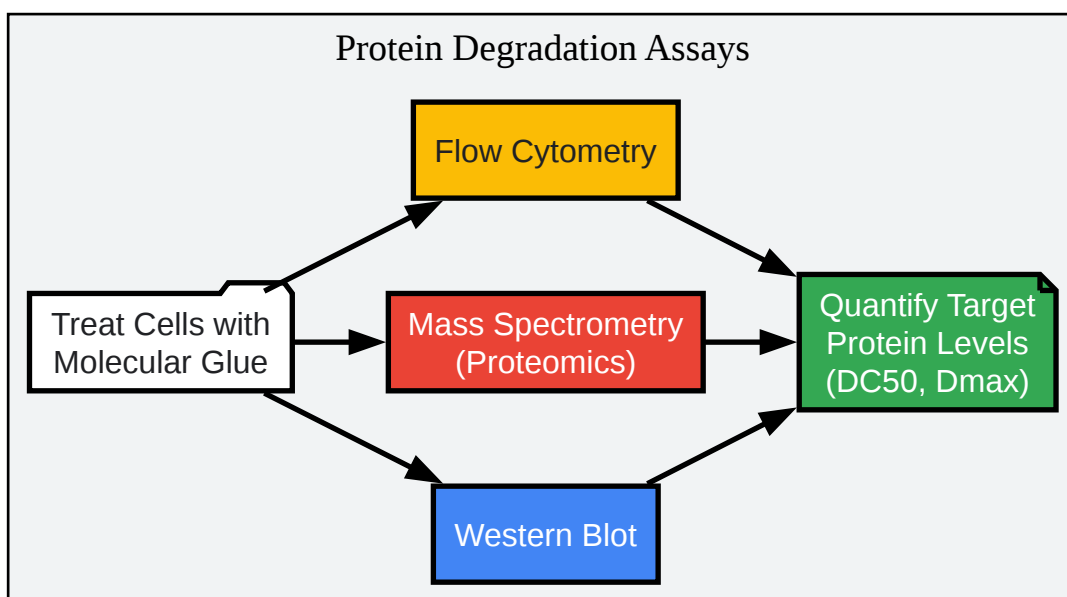 Protein Degradation Assays
Flow Cytometry
Treat Cells with
Molecular Glue
Mass Spectrometry
(Proteomics)
Quantify Target
Protein Levels
(DC50, Dmax)
Western Blot